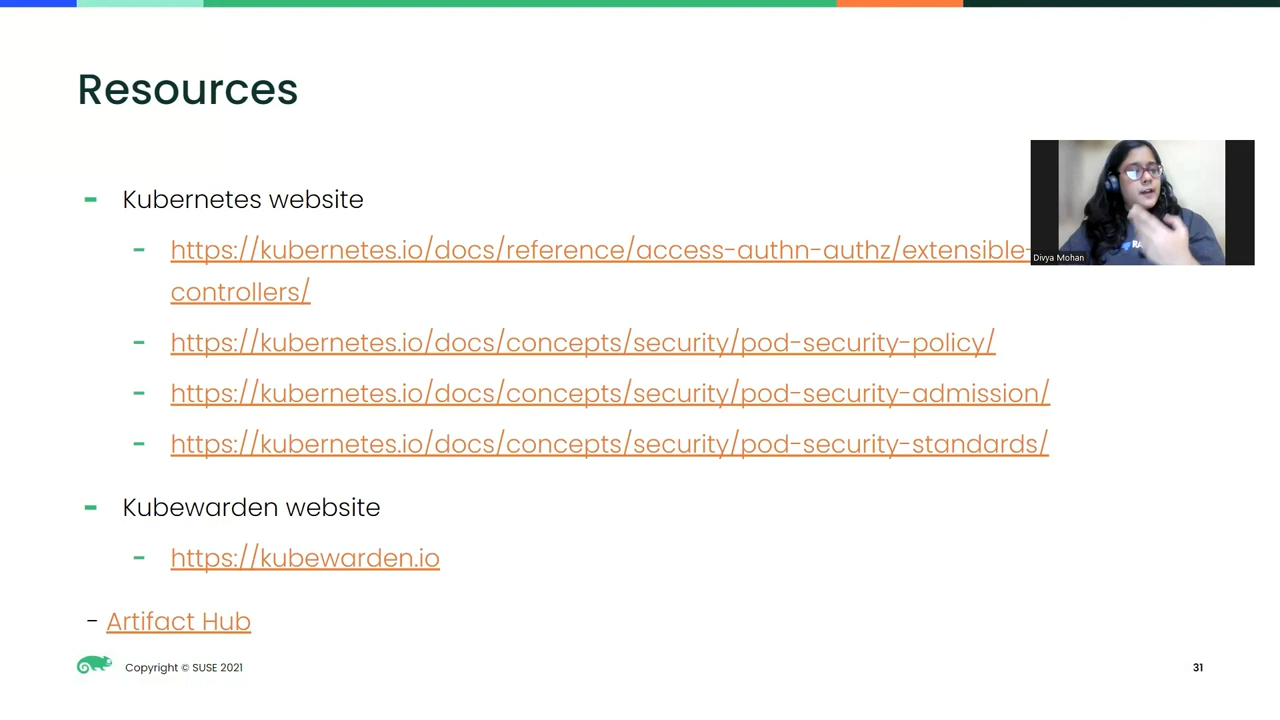 Resources
- Kubernetes website
- https://kubernetes.io/docs/reference/access-authn-authz/extensible-
controllers/
- https://kubernetes.io/docs/concepts/security/pod-security-policy/
- https://kubernetes.io/docs/concepts/security/pod-security-admission/
- https://kubernetes.io/docs/concepts/security/pod-security-standards/
- Kubewarden website
- https://kubewarden.io
- Artifact Hub
Divya Mohan
Copyright © SUSE 2021
31